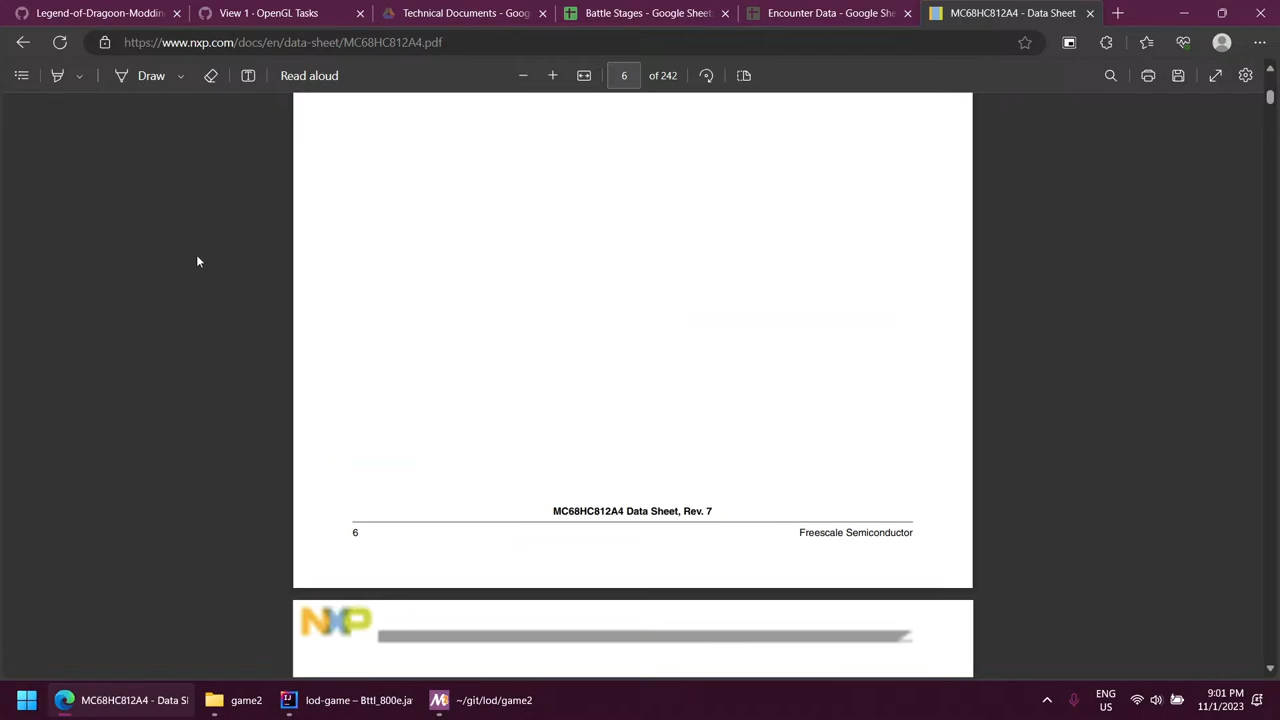 Legend-of-Dragoon-Moddin
View 1 - OpenGL Tasks
Technical Documents - Goog
Battle Stages - Google Sheet
Encounter Data - Google She
MC68HC812A4 - Data Sheet
https://www.nxp.com/docs/en/data-sheet/MC68HC812A4.pdf
Draw
Read aloud
6
of 242
MC68HC812A4 Data Sheet, Rev. 7
6
Freescale Semiconductor
NXP
MC68HC812A4 - Data Sl
game2
lod-game – Bttl_800e.ja
~/git/lod/game2
ENG
US
9:01 PM
11/1/2023